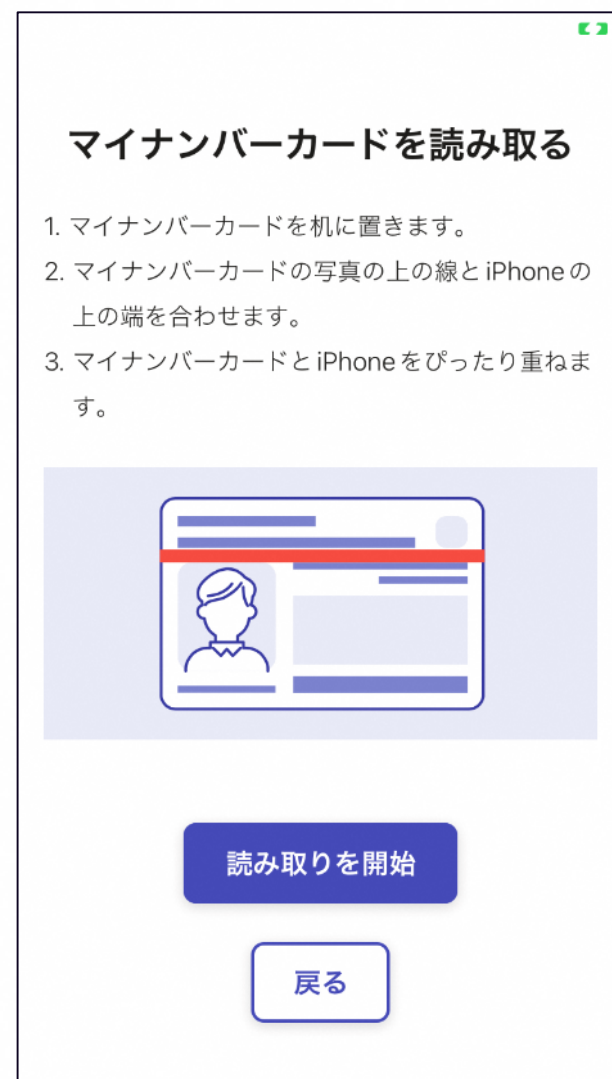 マイナンバーカードを読み取る
1. マイナンバーカードを机に置きます。
2. マイナンバーカードの写真の上の線とiPhoneの
上の端を合わせます。
3. マイナンバーカードとiPhoneをぴったり重ねま
す。
読み取りを開始
戻る